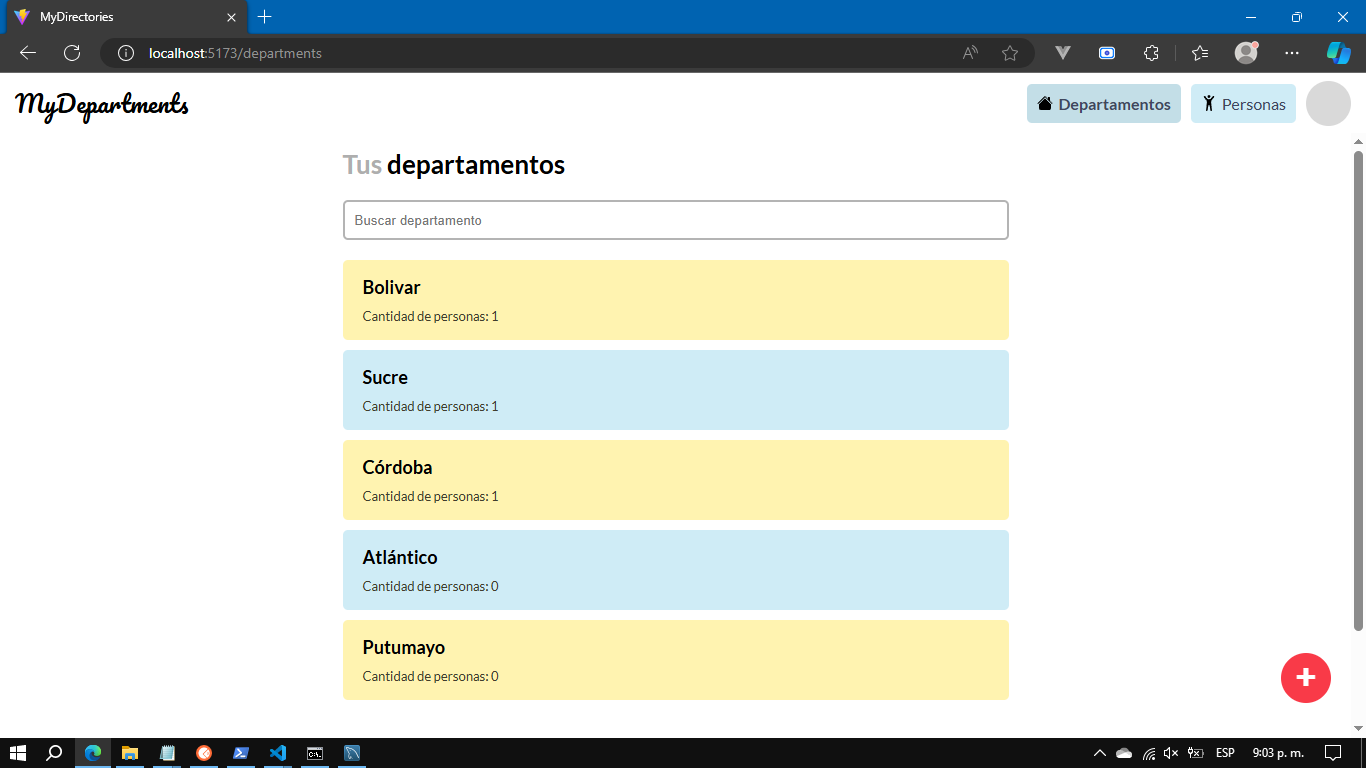 MyDirectories
localhost:5173/departments
MyDepartments
Departamentos
Personas
Tus departamentos
Buscar departamento
Bolivar
Cantidad de personas: 1
Sucre
Cantidad de personas: 1
Córdoba
Cantidad de personas: 1
Atlántico
Cantidad de personas: 0
Putumayo
Cantidad de personas: 0
ESP
9:03 p. m.